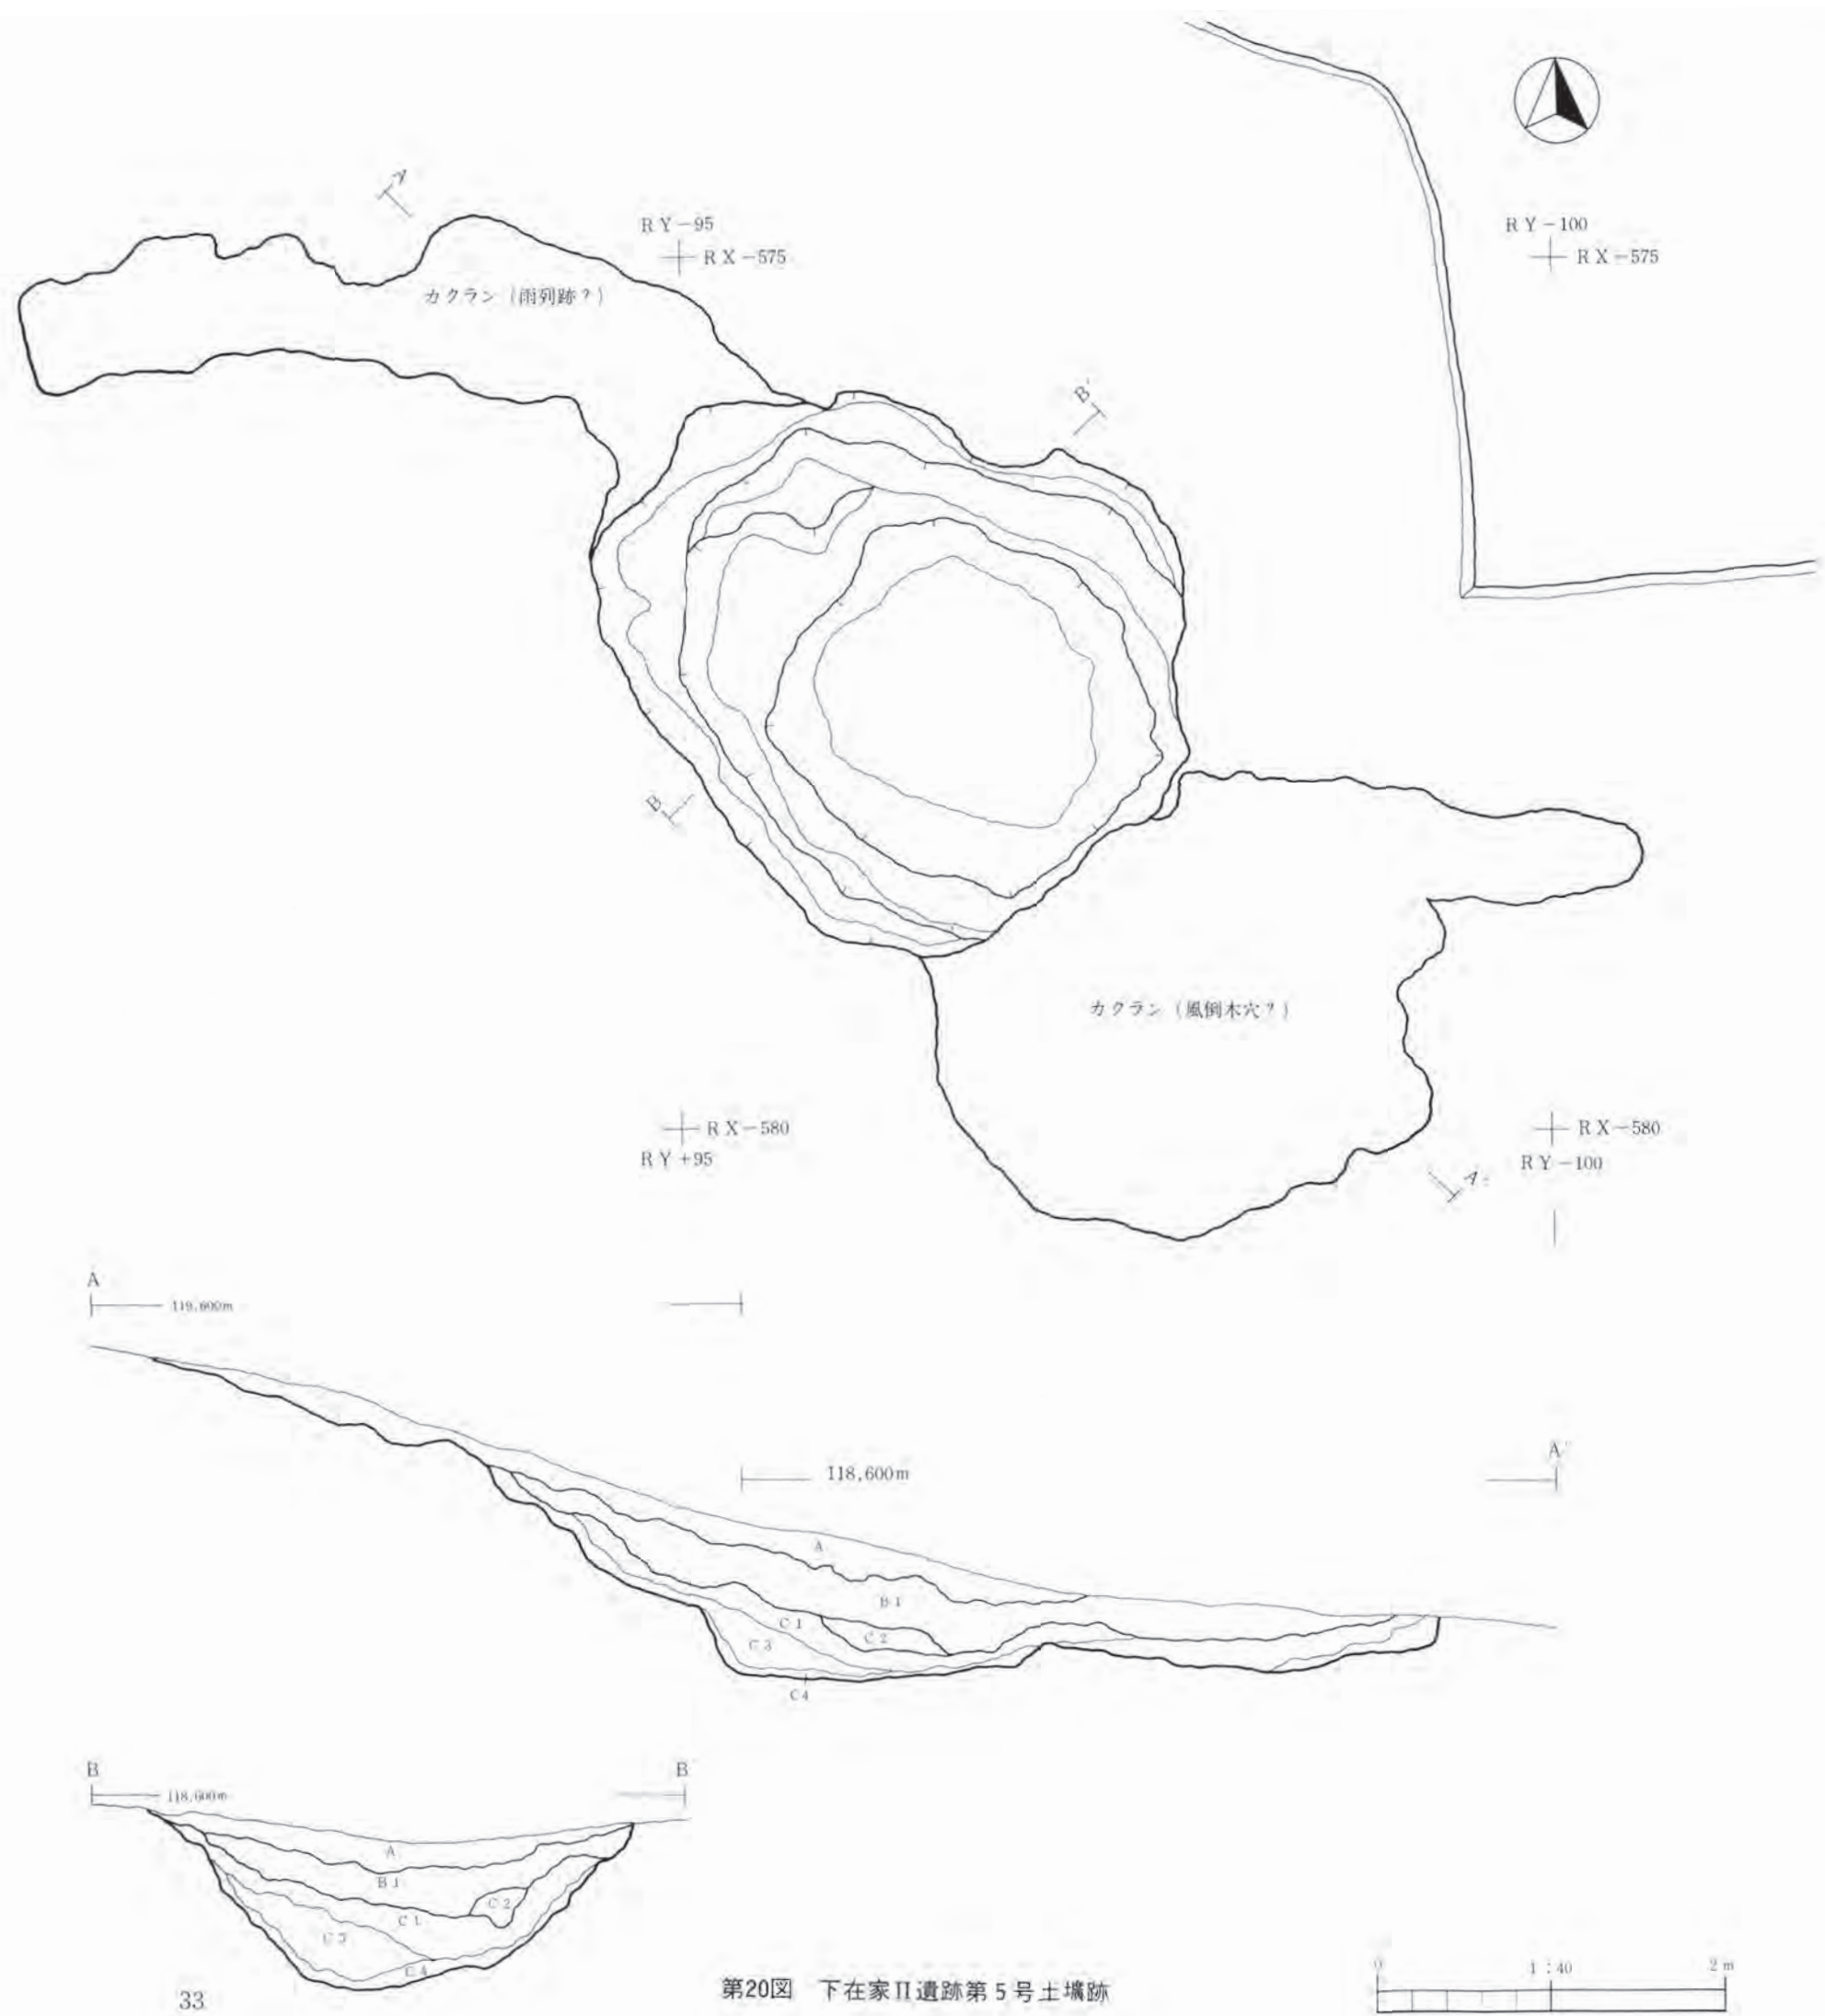 A
RY-95
RX-575
RY-100
RX-575
カクラン(雨列跡?)
B'
B
カクラン(風倒木穴?)
RX-580
RY+95
RX-580
RY-100
A'
A
119,600m
118,600m
A'
A
B1
C1
C2
C3
C4
B
118,600m
B
A
B1
C2
C1
C3
C4
0 1:40 2m
第20図 下在家II遺跡第5号土壙跡
33